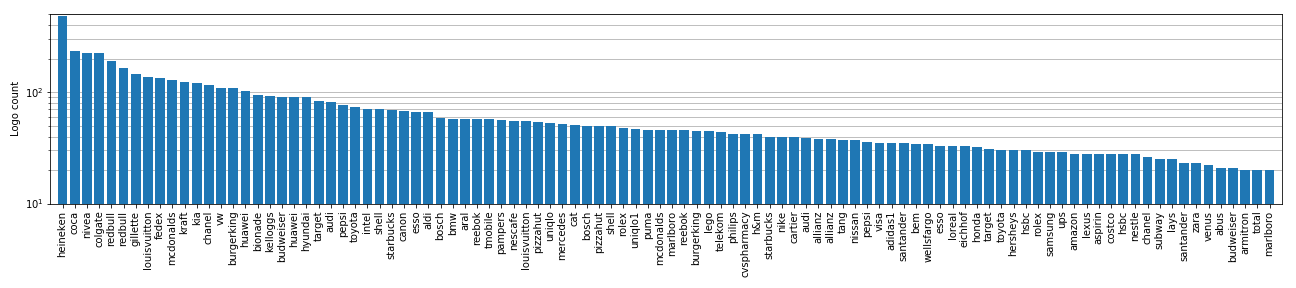 Logo count
10²
10¹
heineken
coca
nivea
colgate
redbull
redbull
gillette
louisvuitton
fedex
mcdonalds
kraft
kia
chanel
vw
burgerking
huawei
bonade
kelloggs
budweiser
huawei
hyundai
target
audi
pepsi
toyota
intel
shell
starbucks
canon
esso
aldi
bosch
bmw
aral
reebok
tmobile
pampers
nescafe
louisvuitton
pizzahut
uniqlo
mercedes
cat
bosch
pizzahut
shell
rolex
uniqlo1
puma
mcdonalds
marlboro
reebok
burgerking
lego
telekom
philips
cvspharmacy
h&m
starbucks
nike
cartier
audi
allianz
allianz
tang
nissan
pepsi
visa
adidas1
santander
bem
wellsfargo
esso
loreal
eichhof
honda
target
toyota
hersheys
hsbc
rolex
samsung
ups
amazon
lexus
aspirin
costco
hsbc
nestle
chanel
subway
lays
santander
zara
venus
abus
budweiser
armitron
total
marlboro